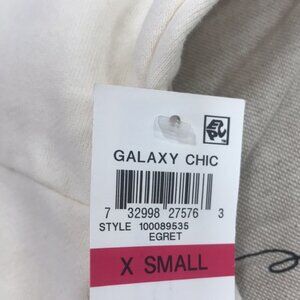 GALAXY CHIC
7 32998 27576 3
STYLE 100089535
EGRET
X SMALL